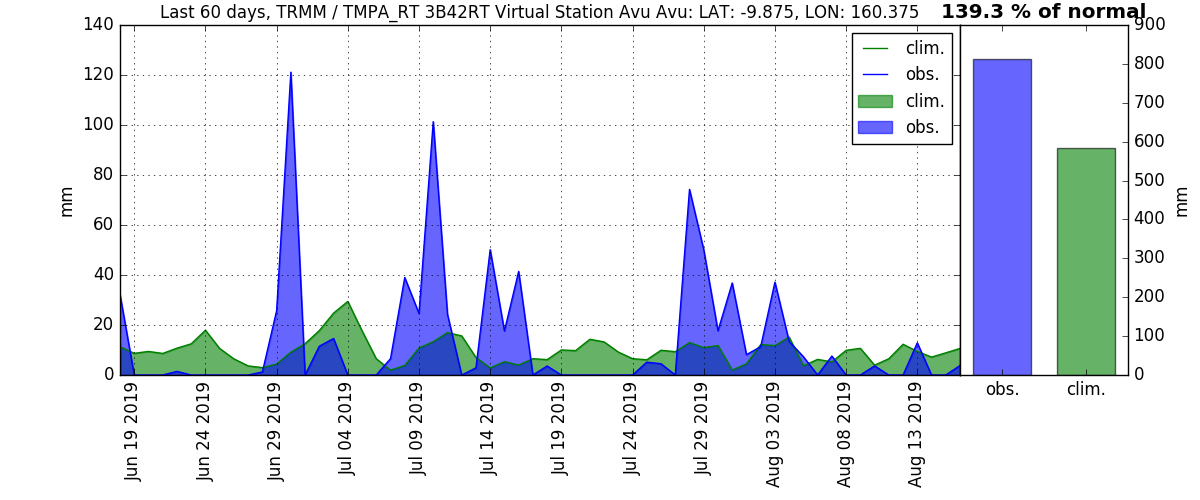 Last 60 days, TRMM / TMPA_RT 3B42RT Virtual Station Avu Avu: LAT: -9.875, LON: 160.375
139.3 % of normal
140
120
100
80
60
40
20
0
mm
clim.
obs.
clim.
obs.
900
800
700
600
500
400
300
200
100
0
mm
Jun 19 2019
Jun 24 2019
Jun 29 2019
Jul 04 2019
Jul 09 2019
Jul 14 2019
Jul 19 2019
Jul 24 2019
Jul 29 2019
Aug 03 2019
Aug 08 2019
Aug 13 2019
obs.
clim.